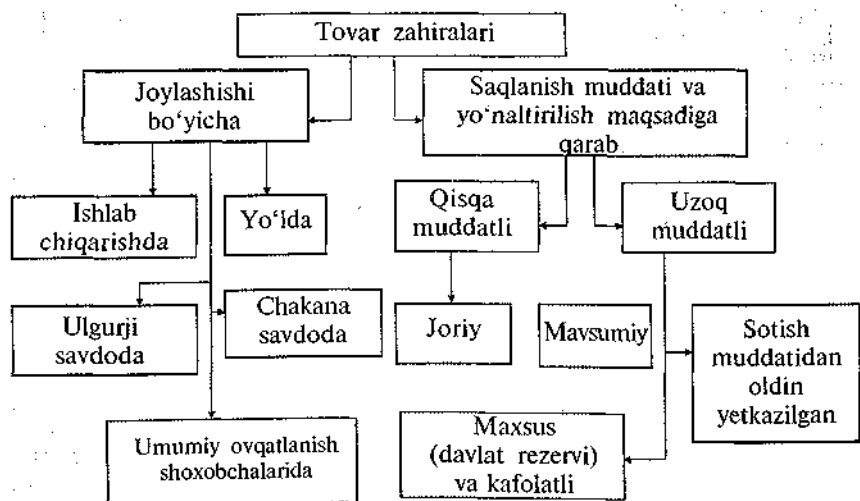 Tovar zahiralari
Joylashishi
bo‘yicha
Saqlanish muddati va
yo‘naltirilish maqsadiga
qarab
Ishlab
chiqarishda
Yo‘lda
Qisqa
muddatli
Uzoq
muddatli
Ulgurji
savdoda
Chakana
savdoda
Joriy
Mavsumiy
Sotish
muddatidan
oldin
yetkazilgan
Umumiy ovqatlanish
shoxobchalarida
Maxsus
(davlat rezervi)
va kafolatli